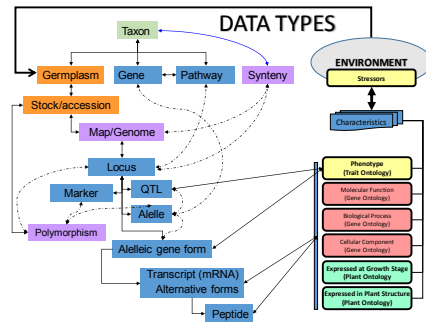 DATA TYPES
Taxon
ENVIRONMENT
Stressors
Germplasm
Gene
Pathway
Synteny
Stock/accession
Characteristics
Map/Genome
Locus
Phenotype
(Trait Ontology)
Marker
QTL
Molecular Function
(Gene Ontology)
Alelle
Biological Process
(Gene Ontology)
Polymorphism
Cellular Component
(Gene Ontology)
Alelleic gene form
Expressed at Growth Stage
(Plant Ontology
Transcript (mRNA)
Alternative forms
Expressed in Plant Structure
(Plant Ontology)
Peptide